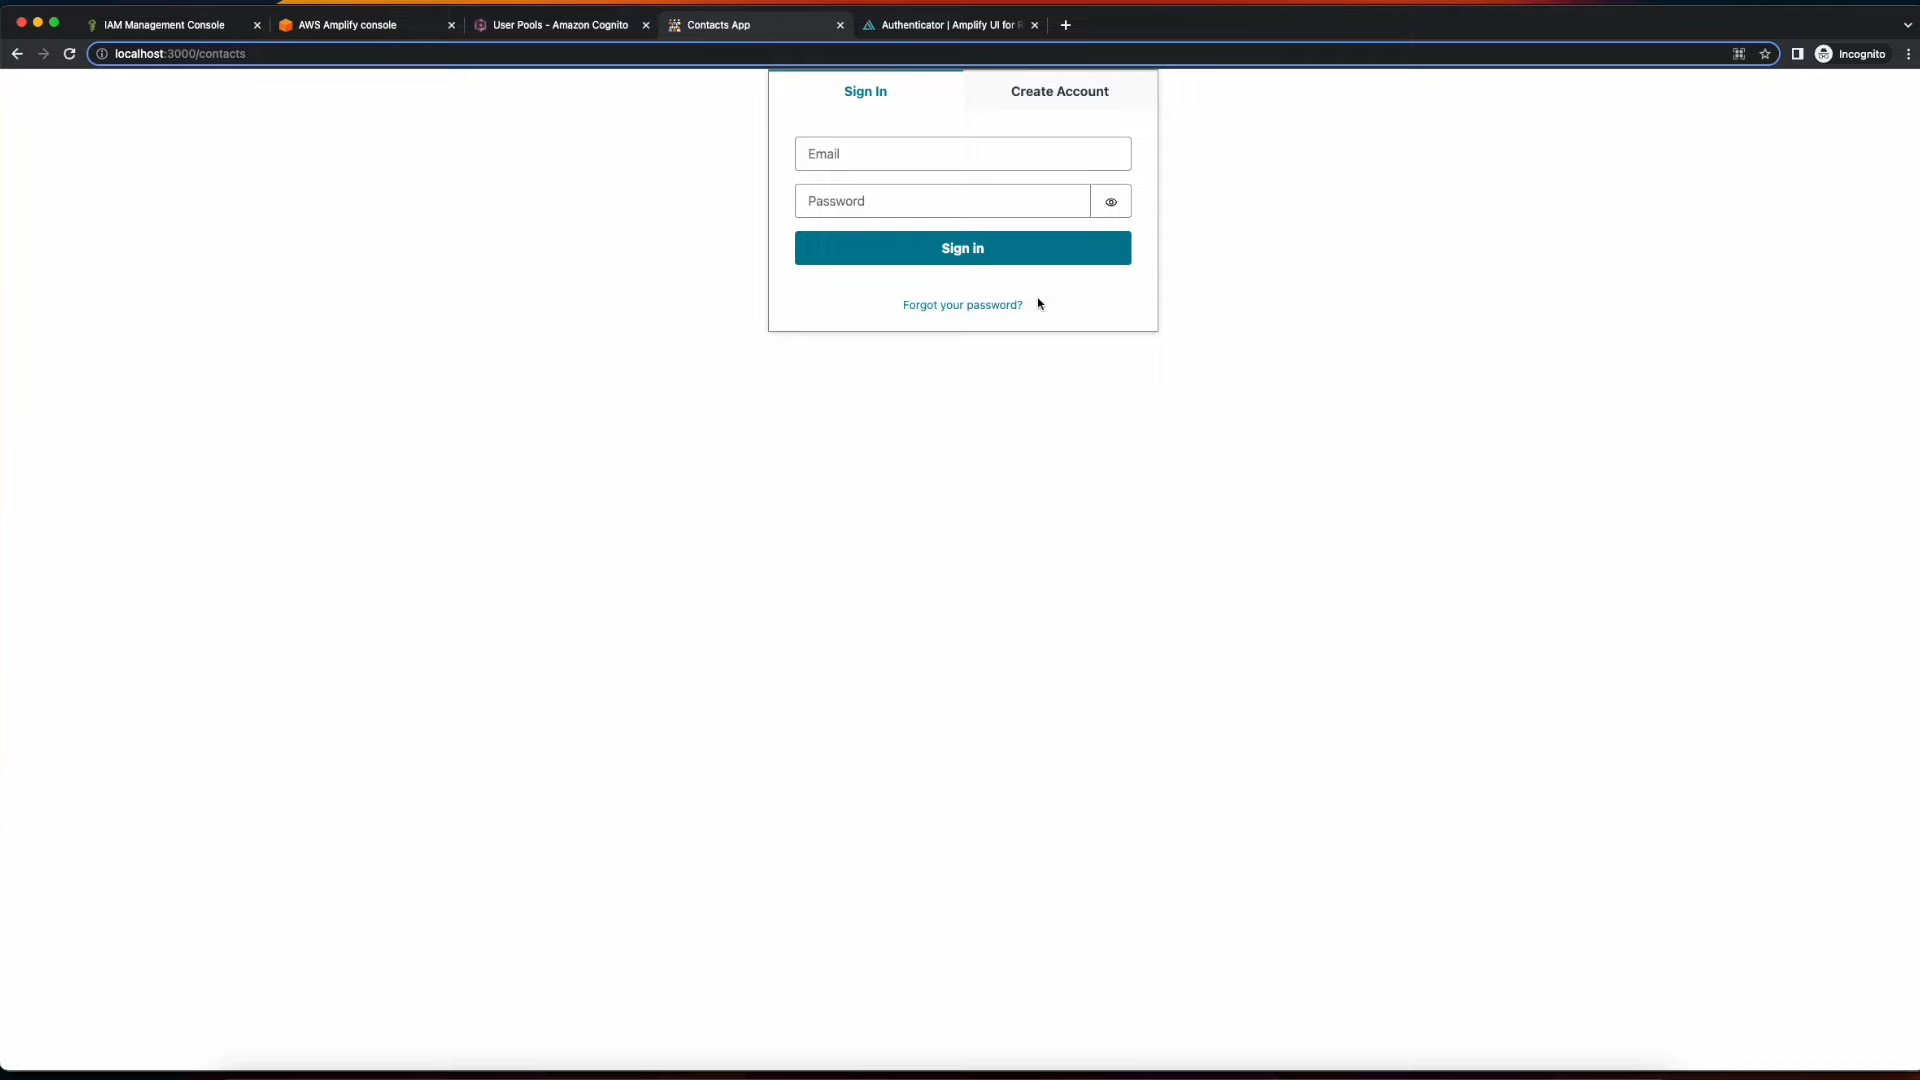 IAM Management Console
AWS Amplify console
User Pools - Amazon Cognito
Contacts App
Authenticator | Amplify UI for R
localhost:3000/contacts
Incognito
Sign In
Create Account
Email
Password
Sign in
Forgot your password?